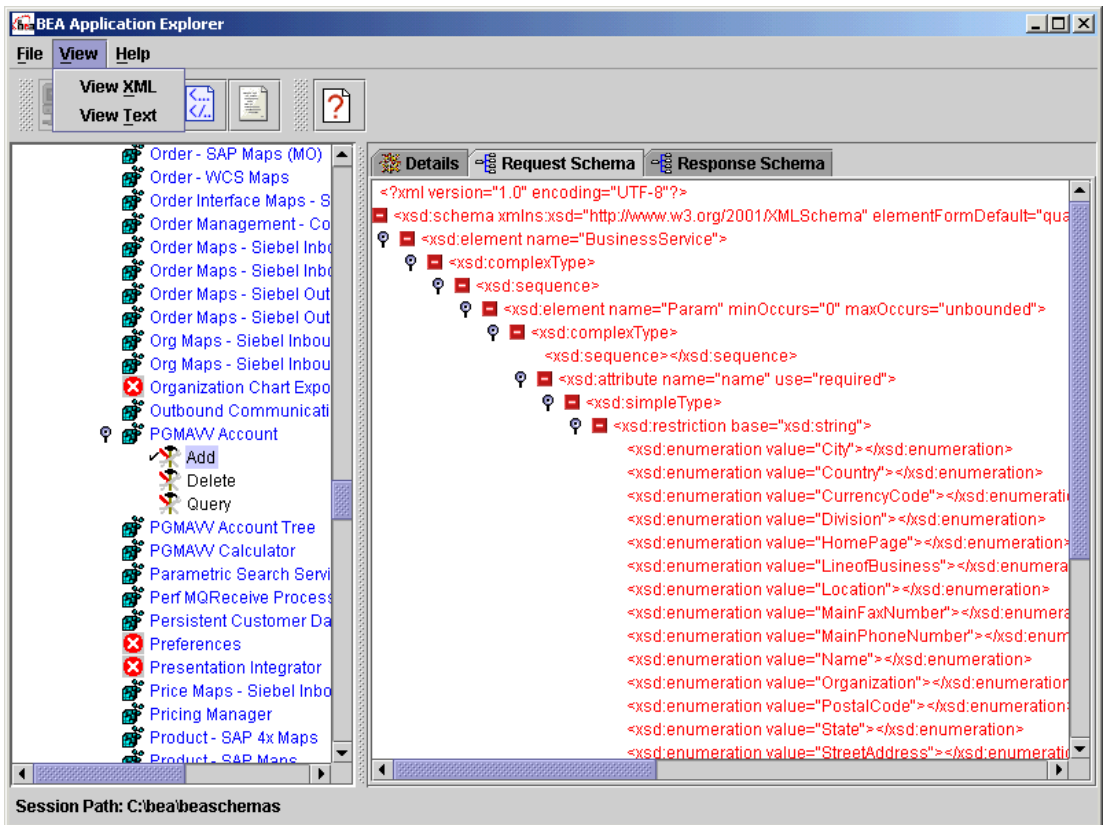 BEA Application Explorer
File View Help
View XML
View Text
Order - SAP Maps (MO)
Order - WCS Maps
Order Interface Maps - S
Order Management - Co
Order Maps - Siebel Inbo
Order Maps - Siebel Inbo
Order Maps - Siebel Out
Order Maps - Siebel Out
Org Maps - Siebel Inbou
Org Maps - Siebel Inbou
Organization Chart Expo
Outbound Communicati
PGMAVV Account
Add
Delete
Query
PGMAVV Account Tree
PGMAVV Calculator
Parametric Search Servi
Perf MQReceive Process
Persistent Customer Da
Preferences
Presentation Integrator
Price Maps - Siebel Inbo
Pricing Manager
Product - SAP 4x Maps
Product - SAP Maps
Details Request Schema Response Schema
<?xml version="1.0" encoding="UTF-8"?>
<xsd:schema xmlns:xsd="http://www.w3.org/2001/XMLSchema" elementFormDefault="qua
<xsd:element name="BusinessService">
<xsd:complexType>
<xsd:sequence>
<xsd:element name="Param" minOccurs="0" maxOccurs="unbounded">
<xsd:complexType>
<xsd:sequence></xsd:sequence>
<xsd:attribute name="name" use="required">
<xsd:simpleType>
<xsd:restriction base="xsd:string">
<xsd:enumeration value="City"></xsd:enumeration>
<xsd:enumeration value="Country"></xsd:enumeration>
<xsd:enumeration value="CurrencyCode"></xsd:enumerati
<xsd:enumeration value="Division"></xsd:enumeration>
<xsd:enumeration value="HomePage"></xsd:enumeration>
<xsd:enumeration value="LineofBusiness"></xsd:enumera
<xsd:enumeration value="Location"></xsd:enumeration>
<xsd:enumeration value="MainFaxNumber"></xsd:enumera
<xsd:enumeration value="MainPhoneNumber"></xsd:enum
<xsd:enumeration value="Name"></xsd:enumeration>
<xsd:enumeration value="Organization"></xsd:enumeration
<xsd:enumeration value="PostalCode"></xsd:enumeration
<xsd:enumeration value="State"></xsd:enumeration>
<xsd:enumeration value="StreetAddress"></xsd:enumeratio
Session Path: C:\bea\beaschemas